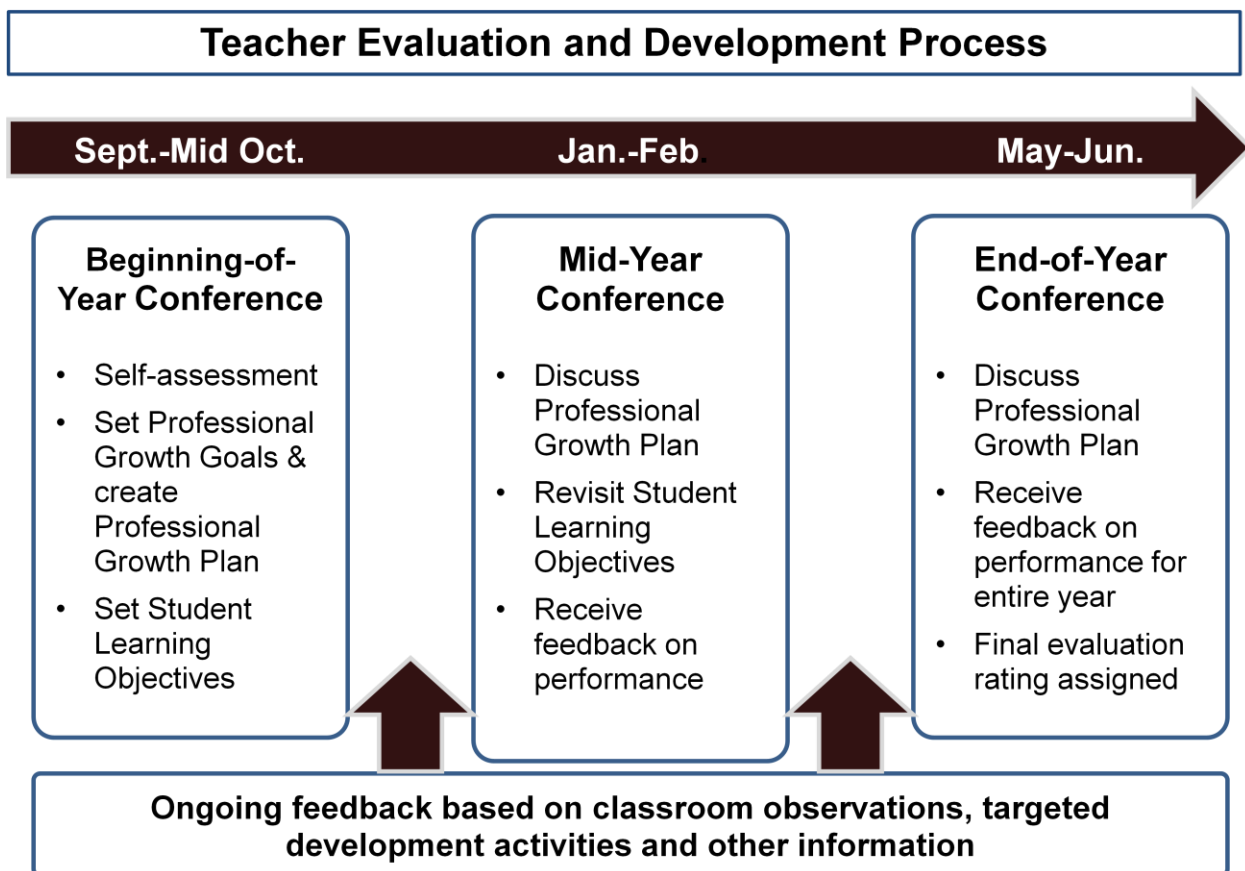 Teacher Evaluation and Development Process
Sept.-Mid Oct.
Jan.-Feb.
May-Jun.
Beginning-of-
Year Conference
• Self-assessment
• Set Professional
Growth Goals &
create
Professional
Growth Plan
• Set Student
Learning
Objectives
Mid-Year
Conference
• Discuss
Professional
Growth Plan
• Revisit Student
Learning
Objectives
• Receive
feedback on
performance
End-of-Year
Conference
• Discuss
Professional
Growth Plan
• Receive
feedback on
performance for
entire year
• Final evaluation
rating assigned
Ongoing feedback based on classroom observations, targeted
development activities and other information